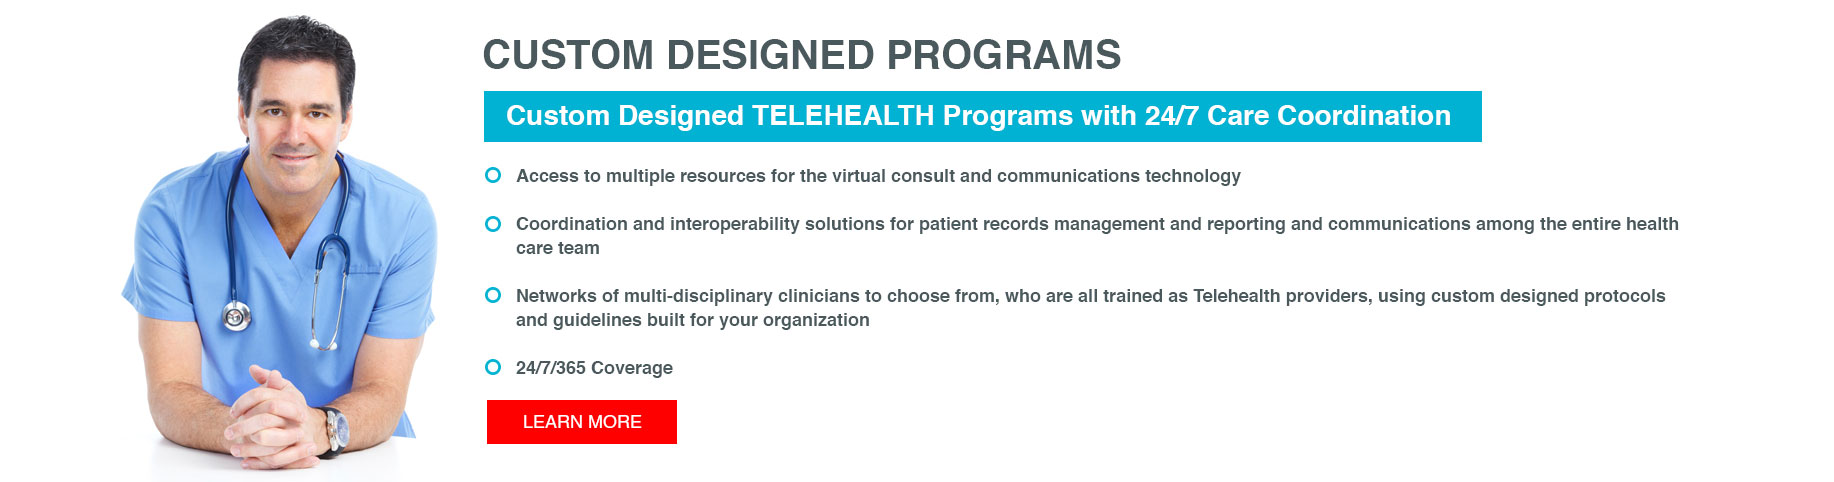 CUSTOM DESIGNED PROGRAMS
Custom Designed TELEHEALTH Programs with 24/7 Care Coordination
Access to multiple resources for the virtual consult and communications technology
Coordination and interoperability solutions for patient records management and reporting and communications among the entire health
care team
Networks of multi-disciplinary clinicians to choose from, who are all trained as Telehealth providers, using custom designed protocols
and guidelines built for your organization
24/7/365 Coverage
LEARN MORE